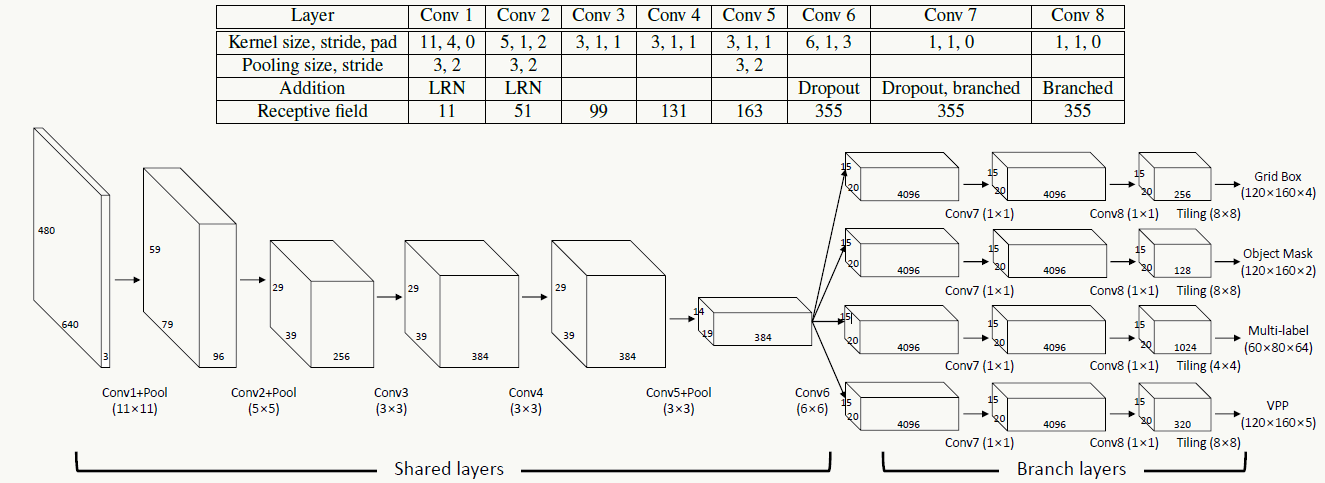 Layer Conv 1 Conv 2 Conv 3 Conv 4 Conv 5 Conv 6 Conv 7 Conv 8
Kernel size, stride, pad 11, 4, 0 5, 1, 2 3, 1, 1 3, 1, 1 3, 1, 1 6, 1, 3 1, 1, 0 1, 1, 0
Pooling size, stride 3, 2 3, 2 3, 2
Addition LRN LRN Dropout Dropout, branched Branched
Receptive field 11 51 99 131 163 355 355 355
480
640
3
Conv1+Pool
(11×11)
59
79
96
Conv2+Pool
(5×5)
29
39
256
Conv3
(3×3)
29
39
384
Conv4
(3×3)
29
39
384
Conv5+Pool
(3×3)
14
19
384
Conv6
(6×6)
15
20
4096
Conv7 (1×1)
15
20
4096
Conv8 (1×1)
15
20
256
Tiling (8×8)
Grid Box
(120×160×4)
15
20
4096
Conv7 (1×1)
15
20
4096
Conv8 (1×1)
15
20
128
Tiling (8×8)
Object Mask
(120×160×2)
15
20
4096
Conv7 (1×1)
15
20
4096
Conv8 (1×1)
15
20
1024
Tiling (4×4)
Multi-label
(60×80×64)
15
20
4096
Conv7 (1×1)
15
20
4096
Conv8 (1×1)
15
20
320
Tiling (8×8)
VPP
(120×160×5)
Shared layers
Branch layers